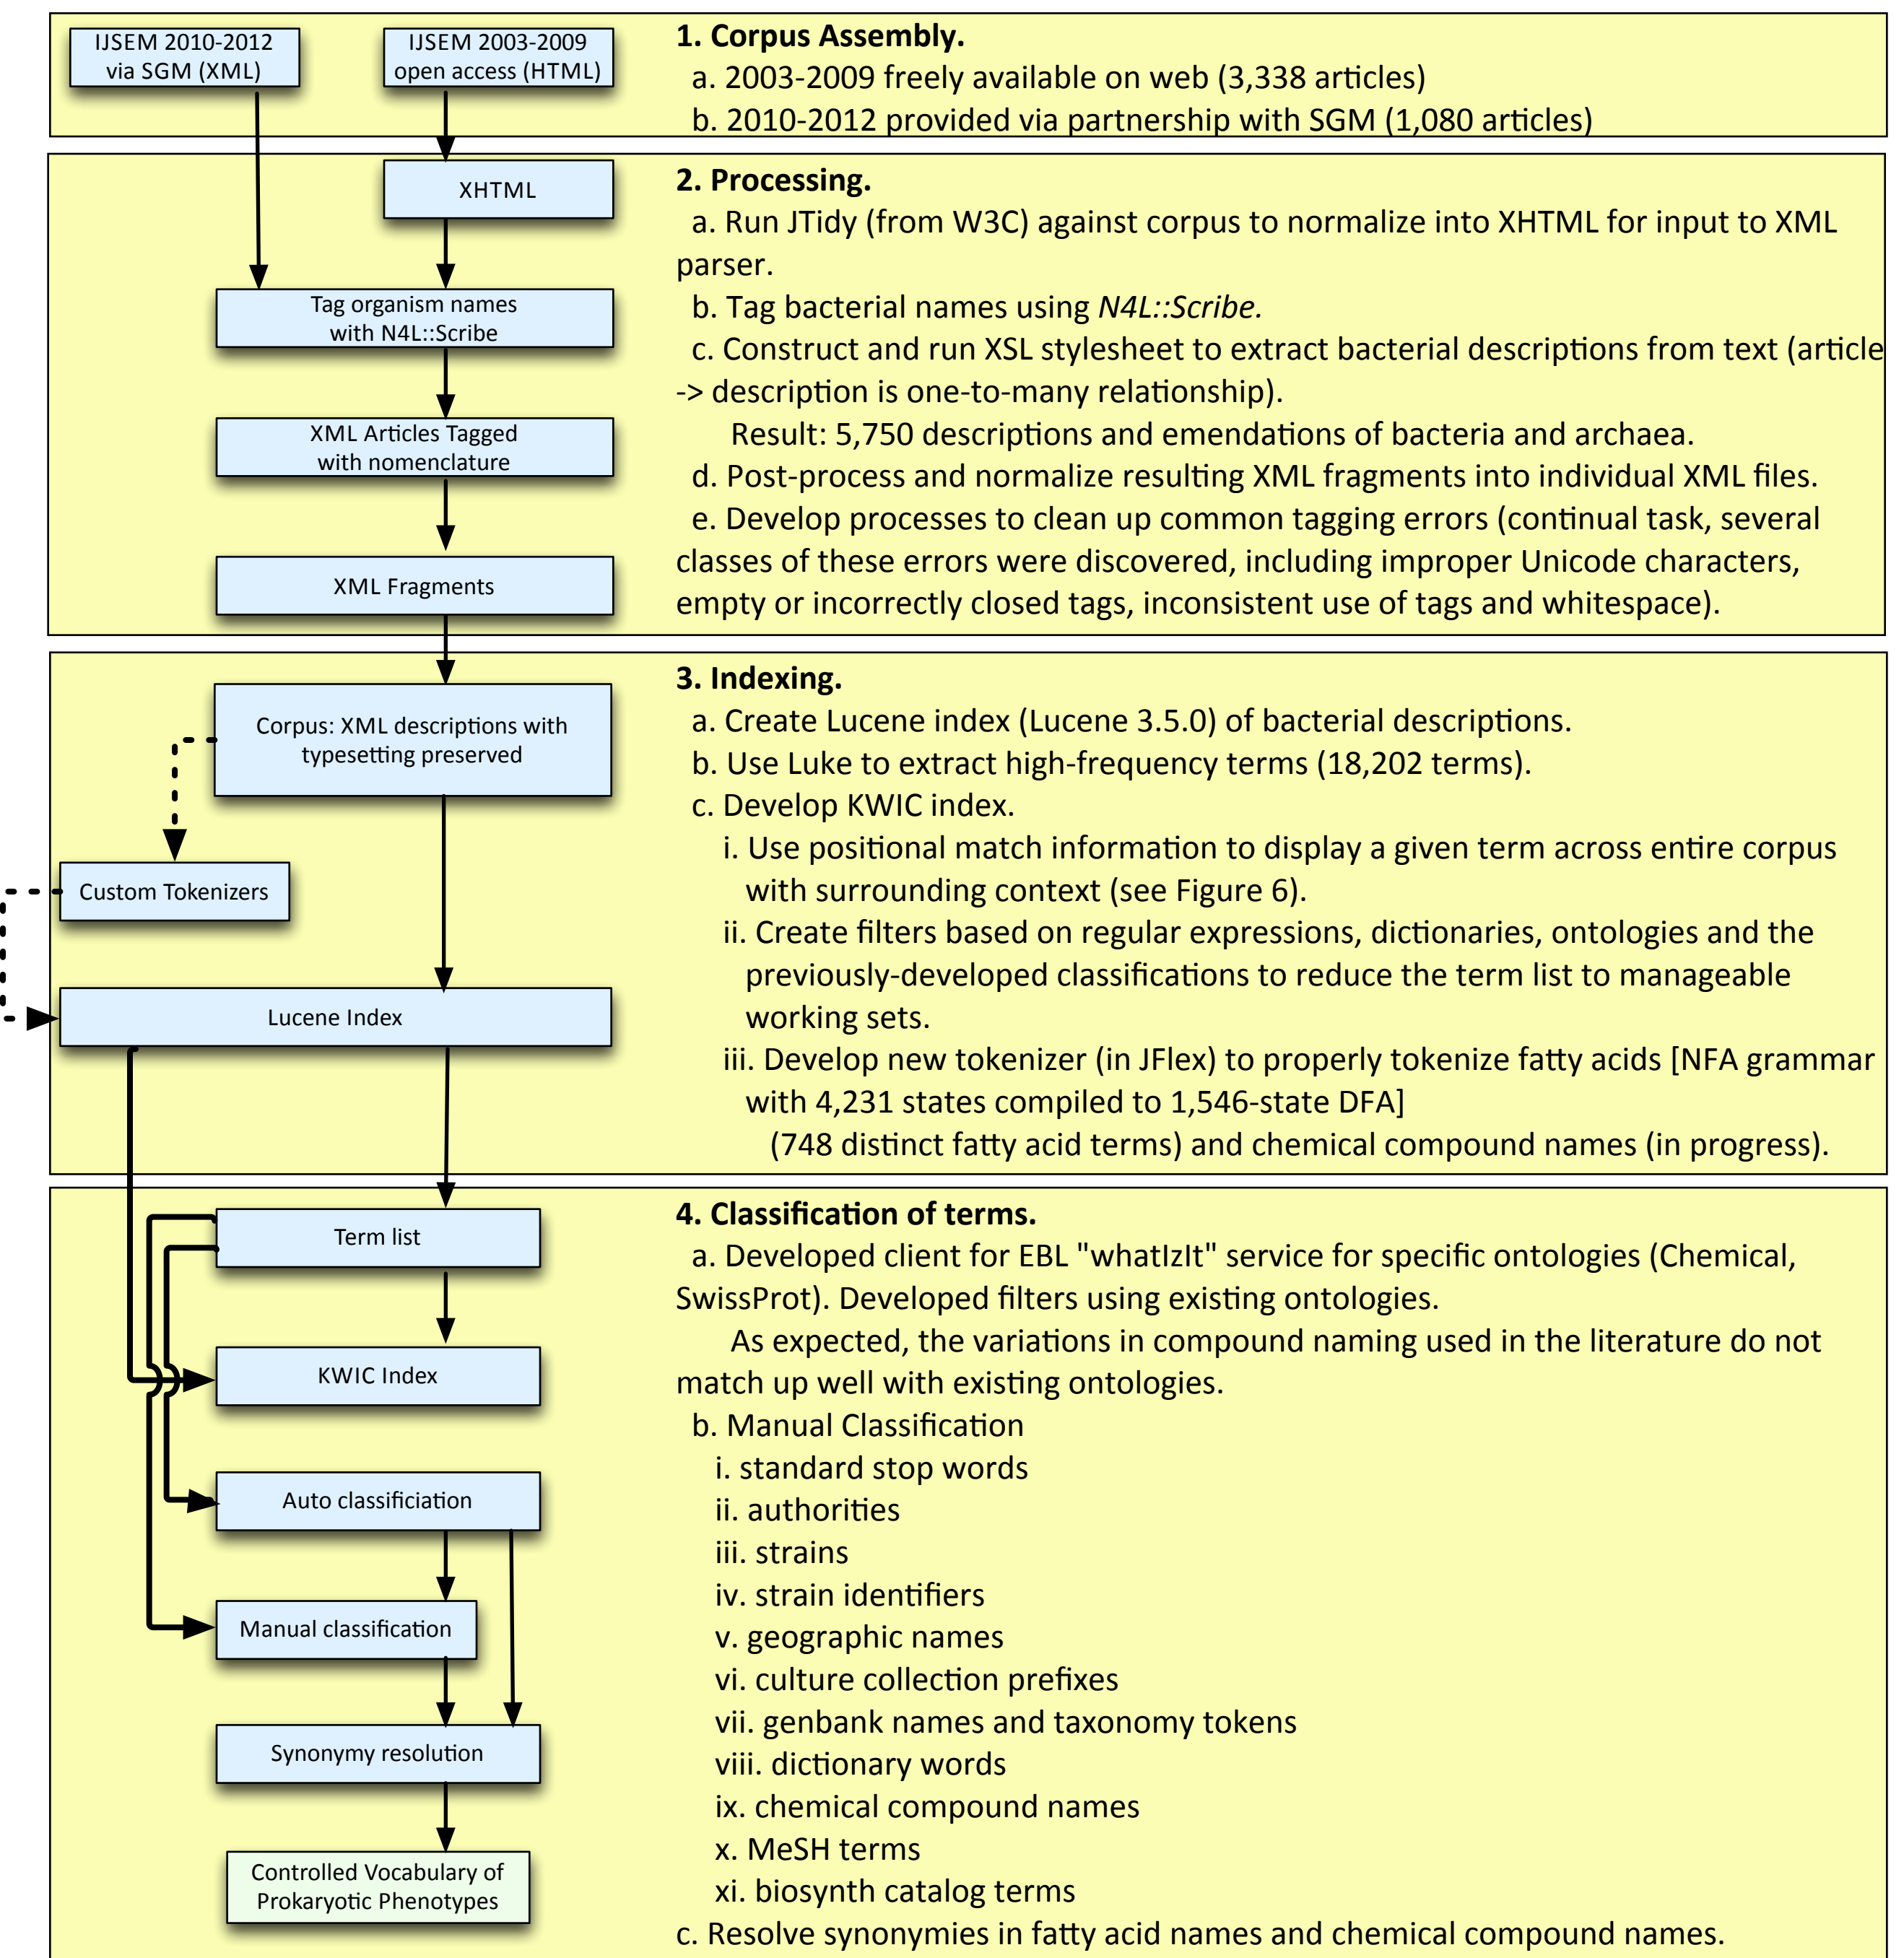 IJSEM 2010-2012
via SGM (XML)
IJSEM 2003-2009
open access (HTML)
1. Corpus Assembly.
a. 2003-2009 freely available on web (3,338 articles)
b. 2010-2012 provided via partnership with SGM (1,080 articles)
XHTML
Tag organism names
with N4L::Scribe
XML Articles Tagged
with nomenclature
XML Fragments
2. Processing.
a. Run JTidy (from W3C) against corpus to normalize into XHTML for input to XML
parser.
b. Tag bacterial names using N4L::Scribe.
c. Construct and run XSL stylesheet to extract bacterial descriptions from text (article
-> description is one-to-many relationship).
Result: 5,750 descriptions and emendations of bacteria and archaea.
d. Post-process and normalize resulting XML fragments into individual XML files.
e. Develop processes to clean up common tagging errors (continual task, several
classes of these errors were discovered, including improper Unicode characters,
empty or incorrectly closed tags, inconsistent use of tags and whitespace).
Corpus: XML descriptions with
typesetting preserved
Custom Tokenizers
Lucene Index
3. Indexing.
a. Create Lucene index (Lucene 3.5.0) of bacterial descriptions.
b. Use Luke to extract high-frequency terms (18,202 terms).
c. Develop KWIC index.
i. Use positional match information to display a given term across entire corpus
with surrounding context (see Figure 6).
ii. Create filters based on regular expressions, dictionaries, ontologies and the
previously-developed classifications to reduce the term list to manageable
working sets.
iii. Develop new tokenizer (in JFlex) to properly tokenize fatty acids [NFA grammar
with 4,231 states compiled to 1,546-state DFA]
(748 distinct fatty acid terms) and chemical compound names (in progress).
Term list
KWIC Index
Auto classificiation
Manual classification
Synonymy resolution
Controlled Vocabulary of
Prokaryotic Phenotypes
4. Classification of terms.
a. Developed client for EBL "whatIzIt" service for specific ontologies (Chemical,
SwissProt). Developed filters using existing ontologies.
As expected, the variations in compound naming used in the literature do not
match up well with existing ontologies.
b. Manual Classification
i. standard stop words
ii. authorities
iii. strains
iv. strain identifiers
v. geographic names
vi. culture collection prefixes
vii. genbank names and taxonomy tokens
viii. dictionary words
ix. chemical compound names
x. MeSH terms
xi. biosynth catalog terms
c. Resolve synonymies in fatty acid names and chemical compound names.